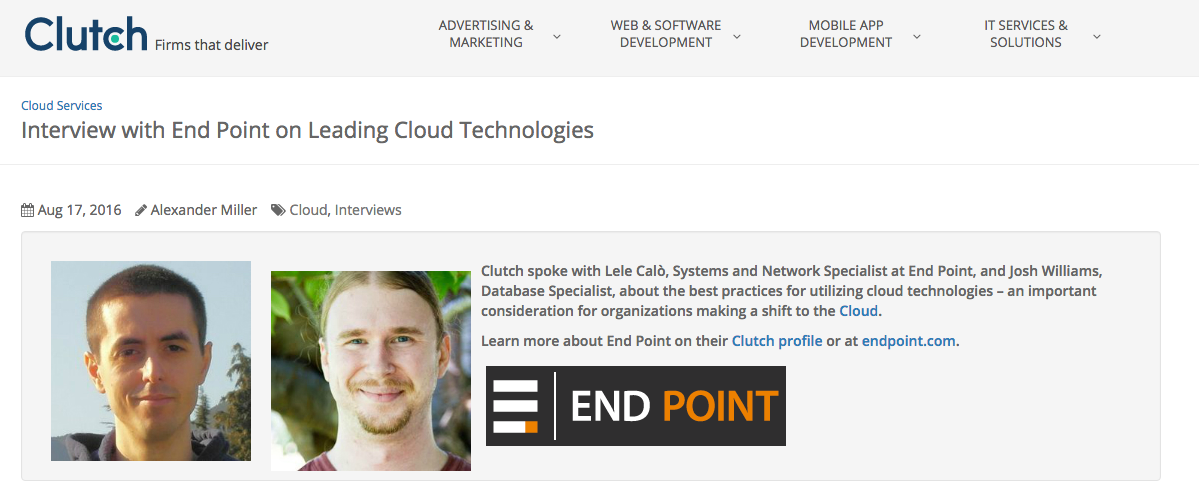 Clutch Firms that deliver
ADVERTISING &
MARKETING
WEB & SOFTWARE
DEVELOPMENT
MOBILE APP
DEVELOPMENT
IT SERVICES &
SOLUTIONS
Cloud Services
Interview with End Point on Leading Cloud Technologies
Aug 17, 2016 Alexander Miller Cloud, Interviews
Clutch spoke with Lele Calò, Systems and Network Specialist at End Point, and Josh Williams,
Database Specialist, about the best practices for utilizing cloud technologies – an important
consideration for organizations making a shift to the Cloud.
Learn more about End Point on their Clutch profile or at endpoint.com.
END POINT